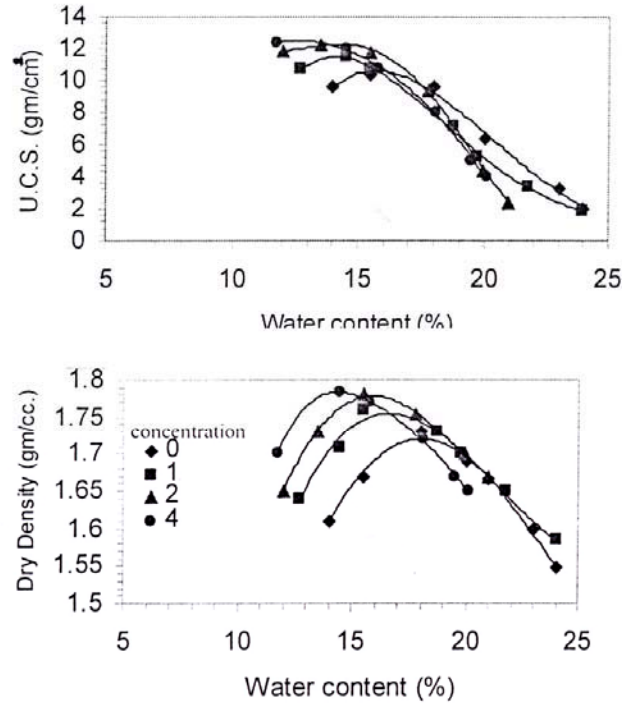 14
12
10
8
6
4
2
0
U.C.S. (gm/cm²)
5 10 15 20 25
Water content (%)
1.8
1.75
1.7
1.65
1.6
1.55
1.5
Dry Density (gm/cc.)
concentration
0
1
2
4
5 10 15 20 25
Water content (%)